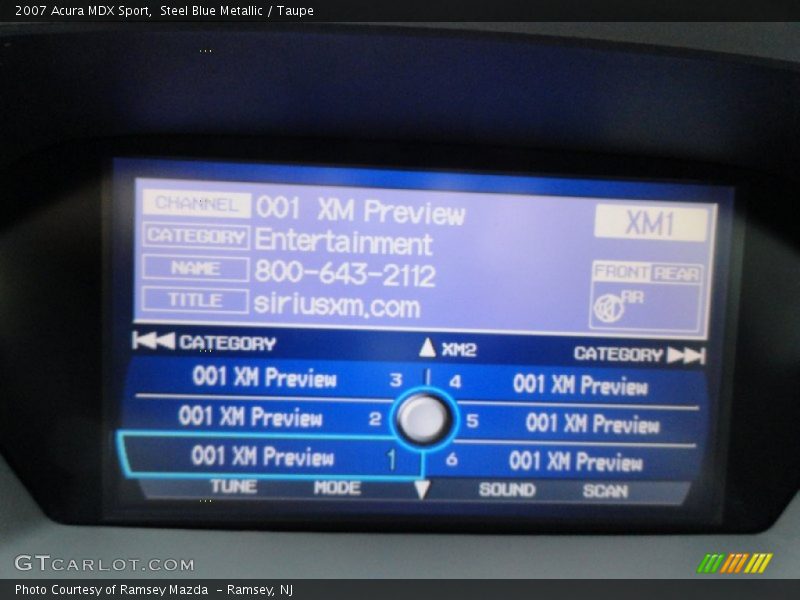 2007 Acura MDX Sport,  Steel Blue Metallic / Taupe
CHANNEL 001 XM Preview XM1
CATEGORY Entertainment
NAME 800-643-2112 FRONT REAR
TITLE siriusxm.com RR
CATEGORY XM2 CATEGORY
001 XM Preview 3 4 001 XM Preview
001 XM Preview 2 5 001 XM Preview
001 XM Preview 1 6 001 XM Preview
TUNE MODE SOUND SCAN
GTCARLOT.COM
Photo Courtesy of Ramsey Mazda  - Ramsey, NJ